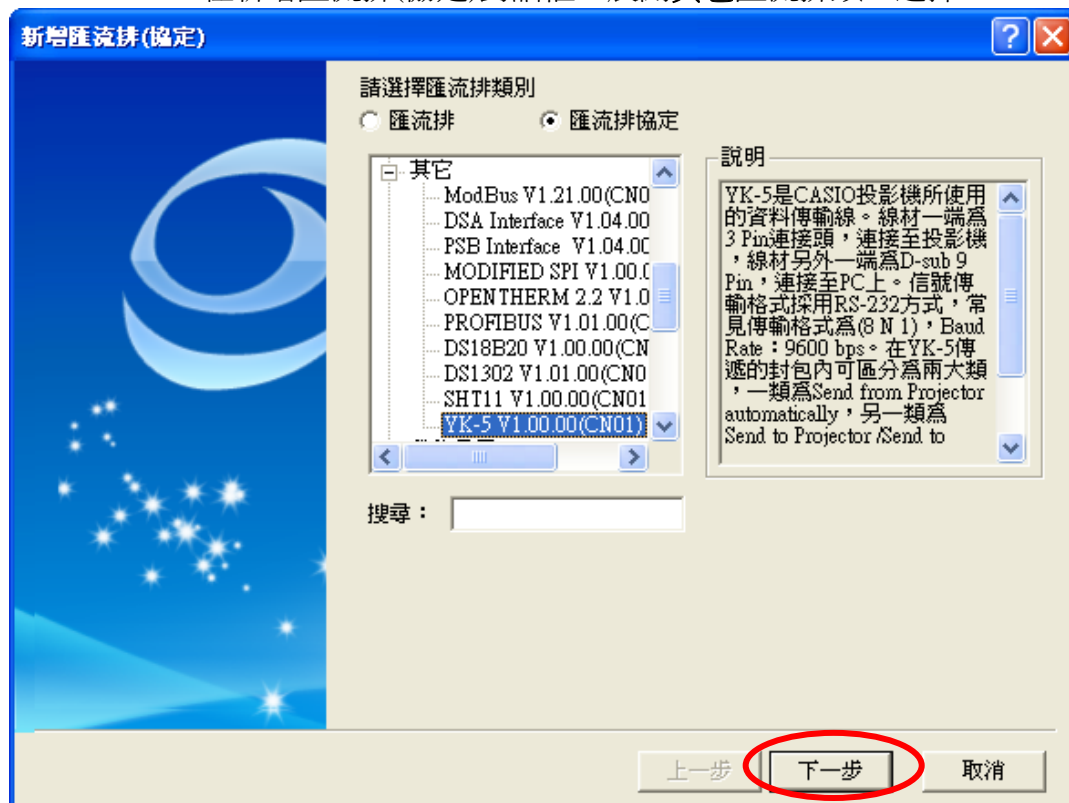 新增匯流排(協定)
請選擇匯流排類別
匯流排
匯流排協定
其它
ModBus V1.21.00(CN0
DSA Interface V1.04.00
PSB Interface V1.04.00
MODIFIED SPI V1.00.0
OPENTHERM 2.2 V1.0
PROFIBUS V1.01.00(C
DS18B20 V1.00.00(CN
DS1302 V1.01.00(CN0
SHT11 V1.00.00(CN01
YK-5 V1.00.00(CN01)
說明
YK-5是CASIO投影機所使用
的資料傳輸線。線材一端爲
3 Pin連接頭，連接至投影機
，線材另外一端爲D-sub 9
Pin，連接至PC上。信號傳
輸格式採用RS-232方式，常
見傳輸格式爲(8 N 1)，Baud
Rate：9600 bps。在YK-5傳
遞的封包內可區分爲兩大類
，一類爲Send from Projector
automatically，另一類爲
Send to Projector /Send to
搜尋：
上一步
下一步
取消